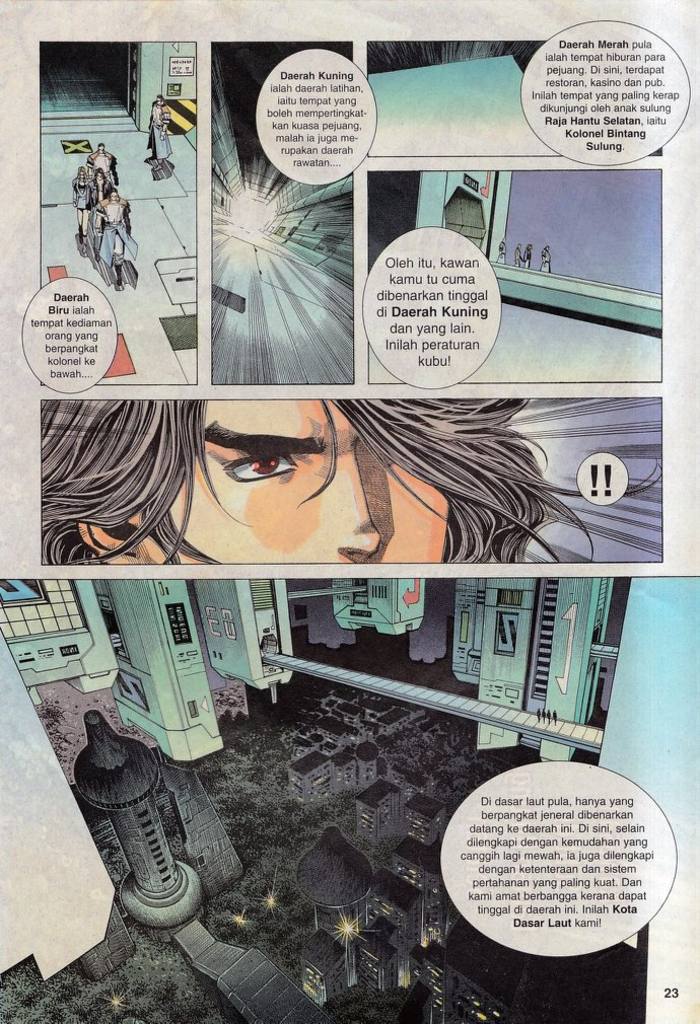 Daerah
Biru ialah
tempat kediaman
orang yang
berpangkat
kolonel ke
bawah....
Daerah Kuning
ialah daerah latihan,
iaitu tempat yang
boleh mempertingkat-
kan kuasa pejuang,
malah ia juga me-
rupakan daerah
rawatan....
Daerah Merah pula
ialah tempat hiburan para
pejuang. Di sini, terdapat
restoran, kasino dan pub.
Inilah tempat yang paling kerap
dikunjungi oleh anak sulung
Raja Hantu Selatan, iaitu
Kolonel Bintang
Sulung.
Oleh itu, kawan
kamu tu cuma
dibenarkan tinggal
di Daerah Kuning
dan yang lain.
Inilah peraturan
kubu!
!!
Di dasar laut pula, hanya yang
berpangkat jeneral dibenarkan
datang ke daerah ini. Di sini, selain
dilengkapi dengan kemudahan yang
canggih lagi mewah, ia juga dilengkapi
dengan ketenteraan dan sistem
pertahanan yang paling kuat. Dan
kami amat berbangga kerana dapat
tinggal di daerah ini. Inilah Kota
Dasar Laut kami!
23